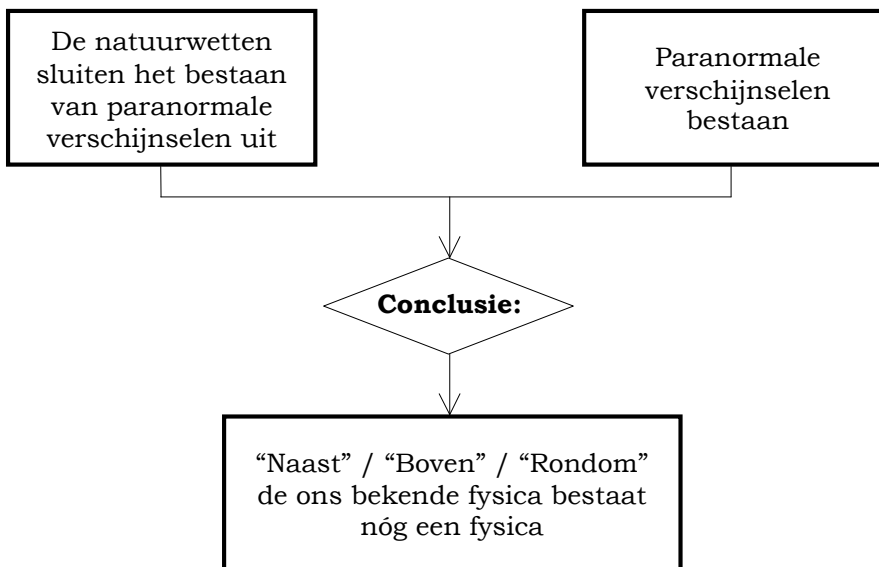 De natuurwetten
sluiten het bestaan
van paranormale
verschijnselen uit
Paranormale
verschijnselen
bestaan
Conclusie:
“Naast” / “Boven” / “Rondom”
de ons bekende fysica bestaat
nóg een fysica